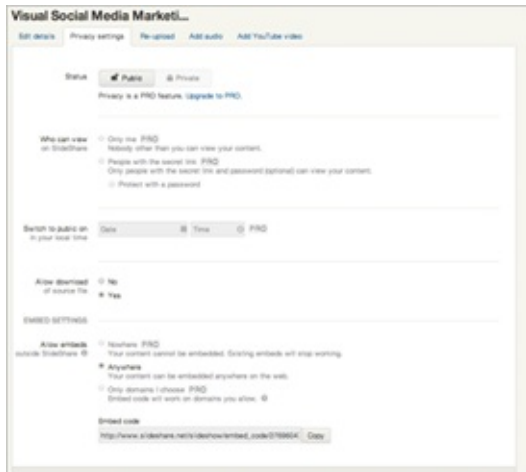 Visual Social Media Marketi...
Edit details Privacy settings Re-upload Add audio Add YouTube video
Status Public Private
Privacy is a PRO feature. Upgrade to PRO.
Who can view Only me PRO
on SlideShare Nobody other than you can view your content.
People with the secret link PRO
Only people with the secret link and password (optional) can view your content.
Protect with a password
Switch to public on Date Time PRO
in your local time
Allow download No
of source file Yes
EMBED SETTINGS
Allow embeds Nowhere PRO
outside SlideShare Your content cannot be embedded. Existing embeds will stop working.
Anywhere
Your content can be embedded anywhere on the web.
Only domains I choose PRO
Embed code will work on domains you allow.
Embed code
Copy